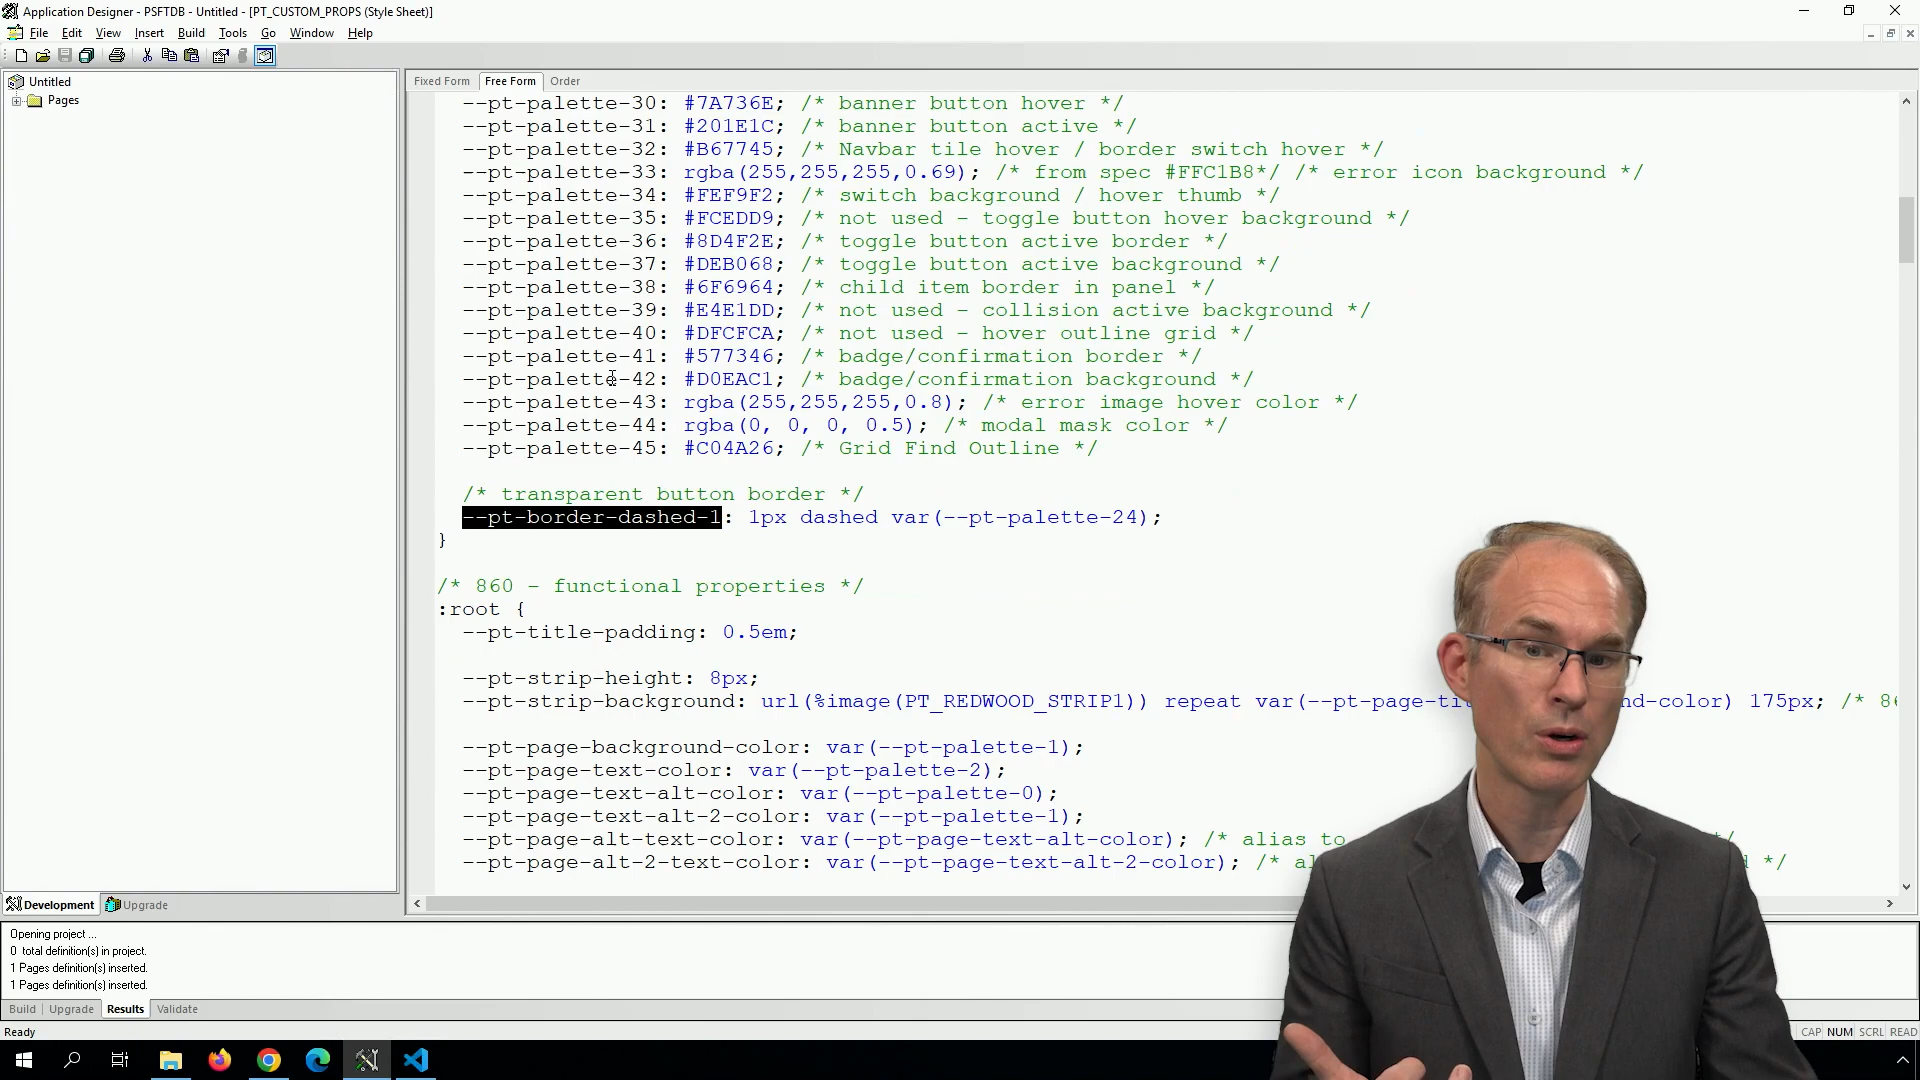 Application Designer - PSFTDB - Untitled - [PT_CUSTOM_PROPS (Style Sheet)]
File Edit View Insert Build Tools Go Window Help
Untitled
Pages
Fixed Form Free Form Order
--pt-palette-30: #7A736E; /* banner button hover */
--pt-palette-31: #201E1C; /* banner button active */
--pt-palette-32: #B67745; /* Navbar tile hover / border switch hover */
--pt-palette-33: rgba(255,255,255,0.69); /* from spec #FFC1B8*/ /* error icon background */
--pt-palette-34: #FEF9F2; /* switch background / hover thumb */
--pt-palette-35: #FCEDD9; /* not used - toggle button hover background */
--pt-palette-36: #8D4F2E; /* toggle button active border */
--pt-palette-37: #DEB068; /* toggle button active background */
--pt-palette-38: #6F6964; /* child item border in panel */
--pt-palette-39: #E4E1DD; /* not used - collision active background */
--pt-palette-40: #DFCFCA; /* not used - hover outline grid */
--pt-palette-41: #577346; /* badge/confirmation border */
--pt-palette-42: #D0EAC1; /* badge/confirmation background */
--pt-palette-43: rgba(255,255,255,0.8); /* error image hover color */
--pt-palette-44: rgba(0, 0, 0, 0.5); /* modal mask color */
--pt-palette-45: #C04A26; /* Grid Find Outline */
/* transparent button border */
--pt-border-dashed-1: 1px dashed var(--pt-palette-24);
}
/* 860 - functional properties */
:root {
--pt-title-padding: 0.5em;
--pt-strip-height: 8px;
--pt-strip-background: url(%image(PT_REDWOOD_STRIP1)) repeat var(--pt-page-ti nd-color) 175px; /* 86
--pt-page-background-color: var(--pt-palette-1);
--pt-page-text-color: var(--pt-palette-2);
--pt-page-text-alt-color: var(--pt-palette-0);
--pt-page-text-alt-2-color: var(--pt-palette-1);
--pt-page-alt-text-color: var(--pt-page-text-alt-color); /* alias to */
--pt-page-alt-2-text-color: var(--pt-page-text-alt-2-color); /* al d */
Development Upgrade
Opening project ...
0 total definition(s) in project.
1 Pages definition(s) inserted.
1 Pages definition(s) inserted.
Build Upgrade Results Validate
Ready CAP NUM SCRL READ